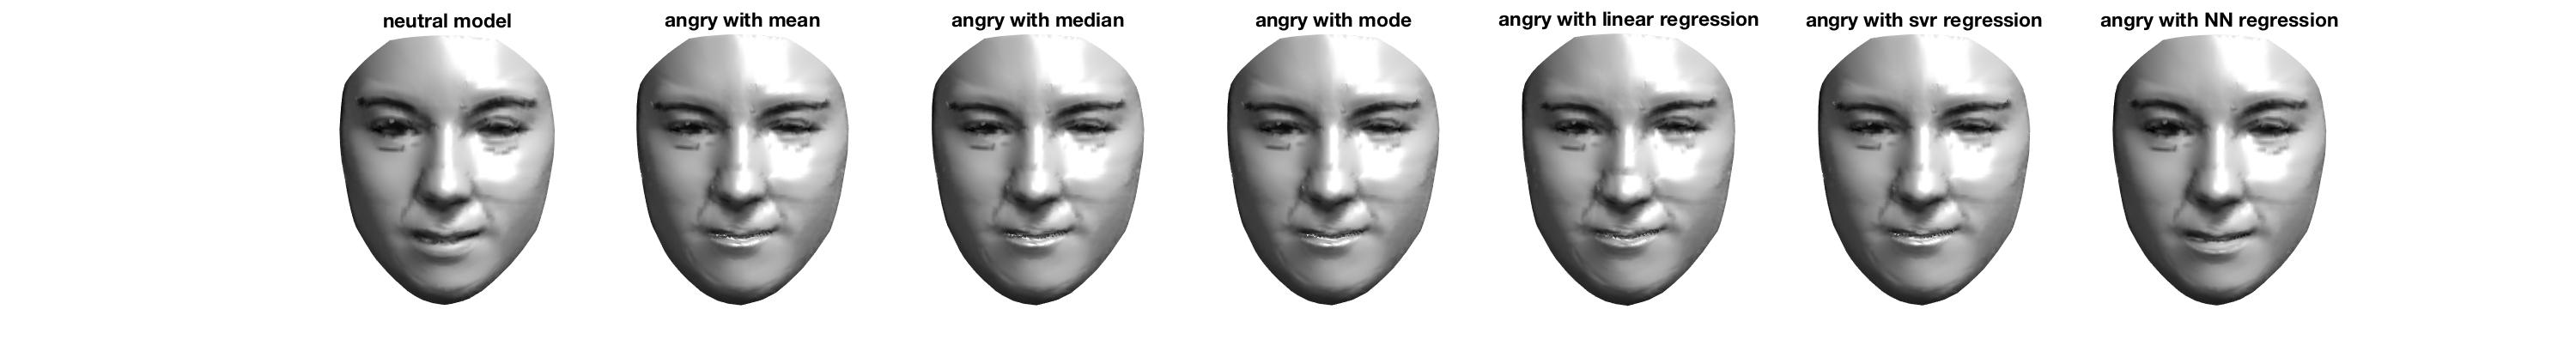 neutral model
angry with mean
angry with median
angry with mode
angry with linear regression
angry with svr regression
angry with NN regression